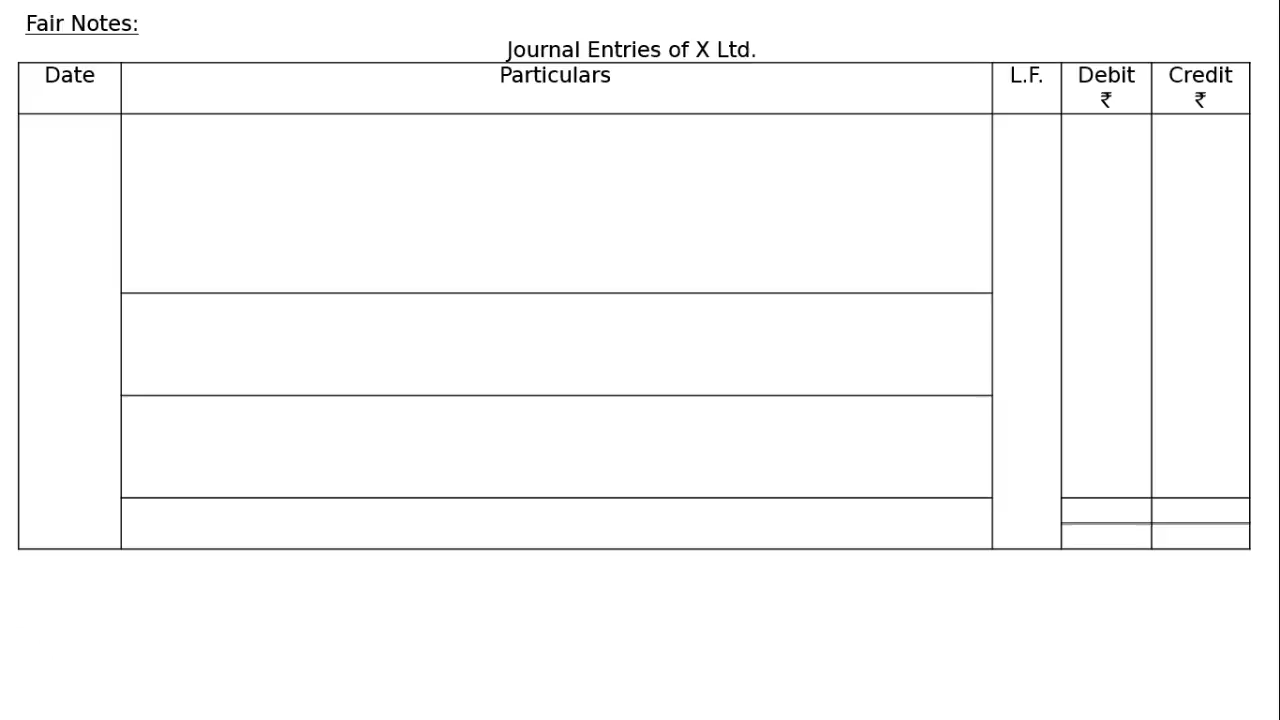 Fair Notes:
Journal Entries of X Ltd.
Date Particulars L.F. Debit Credit
₹ ₹